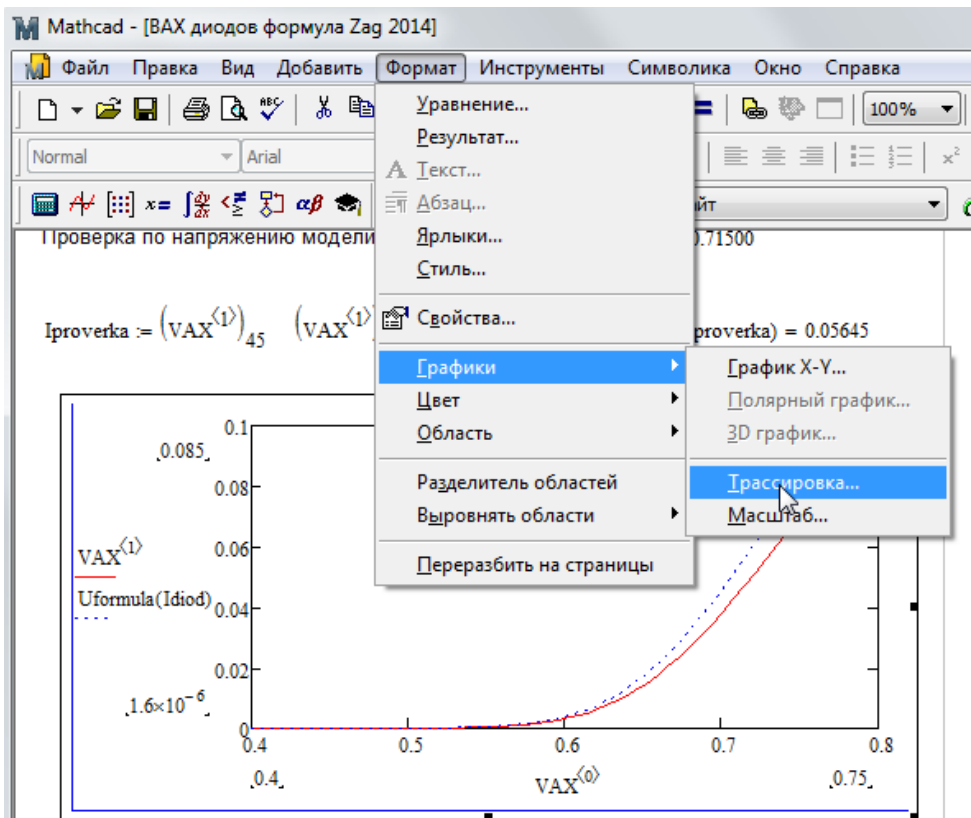 Mathcad - [ВАХ диодов формула Zag 2014]
Файл Правка Вид Добавить Формат Инструменты Символика Окно Справка
100%
Normal Arial
Уравнение...
Результат...
Текст...
Абзац...
Ярлыки...
Стиль...
Свойства...
Графики
Цвет
Область
Разделитель областей
Выровнять области
Переразбить на страницы
График X-Y...
Полярный график...
3D график...
Трассировка...
Масштаб...
Проверка по напряжению модели 0.71500
Iproverka := (VAX⟨1⟩)45 (VAX⟨1⟩) proverka) = 0.05645
0.1
0.085
0.08
VAX⟨1⟩ 0.06
Uformula(Idiod) 0.04
0.02
1.6×10−6
0
0.4 0.5 0.6 0.7 0.8
0.4 VAX⟨0⟩ 0.75